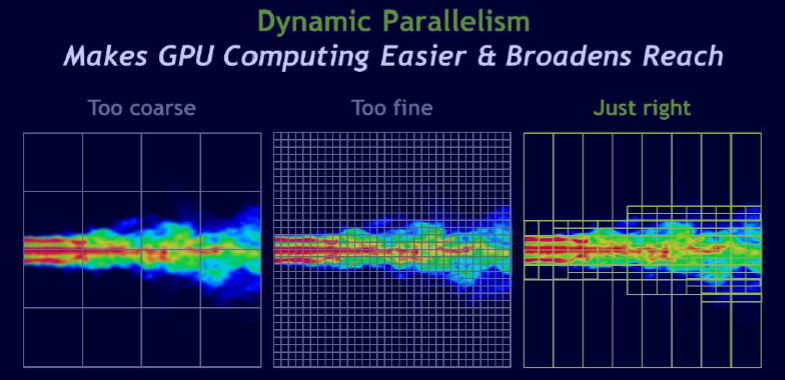 Dynamic Parallelism
Makes GPU Computing Easier & Broadens Reach
Too coarse
Too fine
Just right